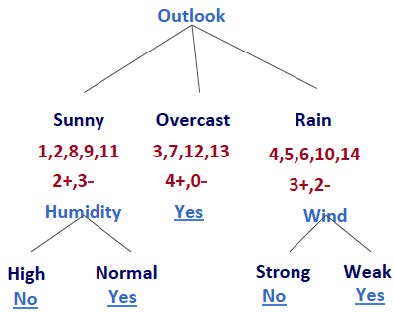 Outlook
Sunny Overcast Rain
1,2,8,9,11 3,7,12,13 4,5,6,10,14
2+,3- 4+,0- 3+,2-
Humidity Yes Wind
High Normal Strong Weak
No Yes No Yes